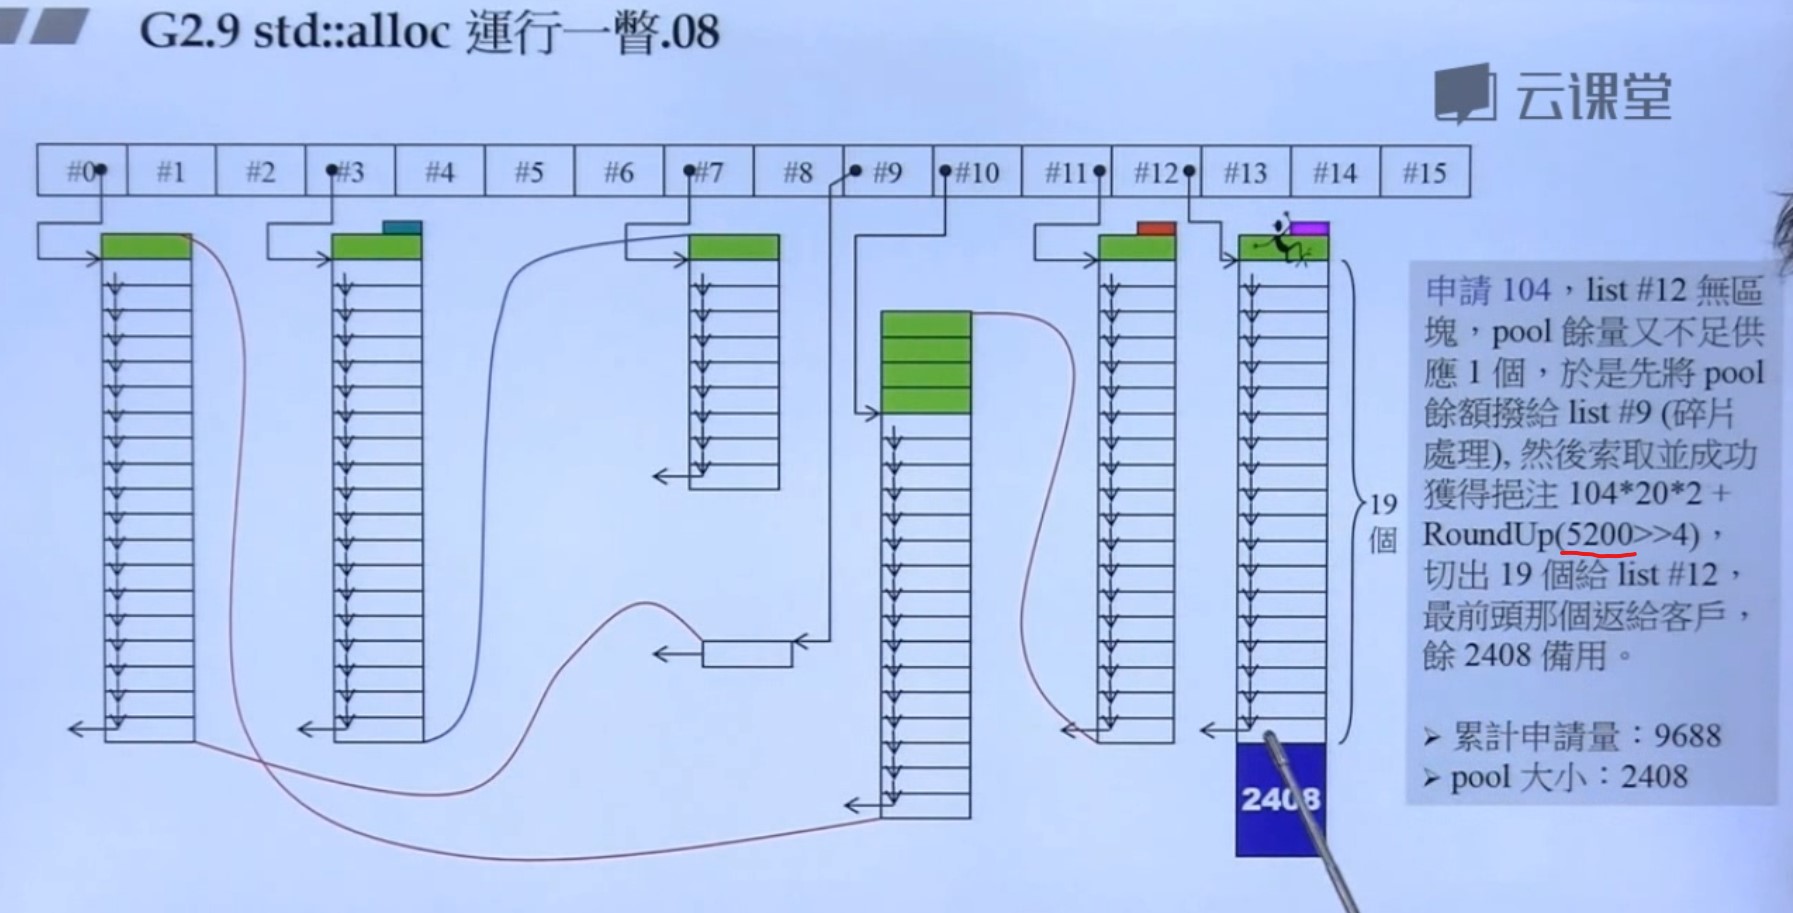 G2.9 std::alloc 運行一瞥.08
云课堂
#0 #1 #2 #3 #4 #5 #6 #7 #8 #9 #10 #11 #12 #13 #14 #15
申請 104，list #12 無區
塊，pool 餘量又不足供
應 1 個，於是先將 pool
餘額撥給 list #9 (碎片
處理), 然後索取並成功
獲得挹注 104*20*2 +
RoundUp(5200>>4)，
切出 19 個給 list #12，
最前頭那個返給客戶，
餘 2408 備用。
➢ 累計申請量：9688
➢ pool 大小：2408
19
個
2408